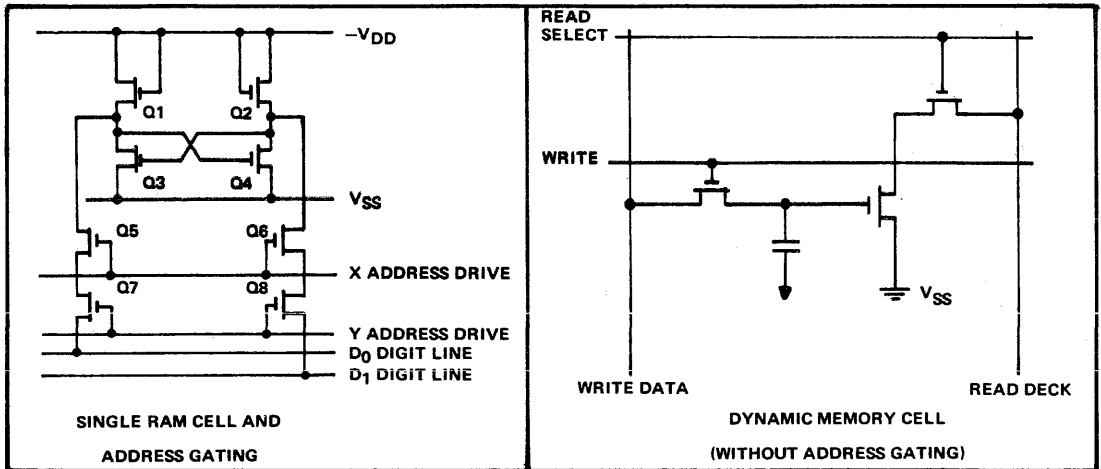 −VDD
Q1
Q2
Q3
Q4
VSS
Q5
Q6
X ADDRESS DRIVE
Q7
Q8
Y ADDRESS DRIVE
D0 DIGIT LINE
D1 DIGIT LINE
SINGLE RAM CELL AND
ADDRESS GATING
READ
SELECT
WRITE
VSS
WRITE DATA
READ DECK
DYNAMIC MEMORY CELL
(WITHOUT ADDRESS GATING)